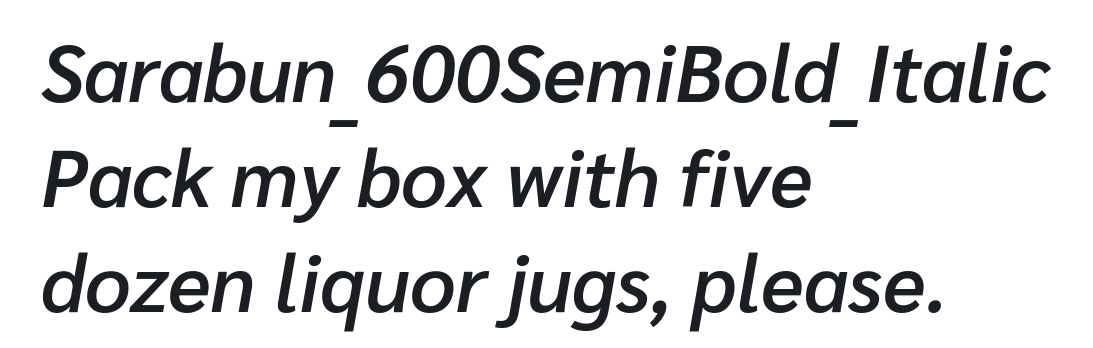 Sarabun_600SemiBold_Italic
Pack my box with five
dozen liquor jugs, please.